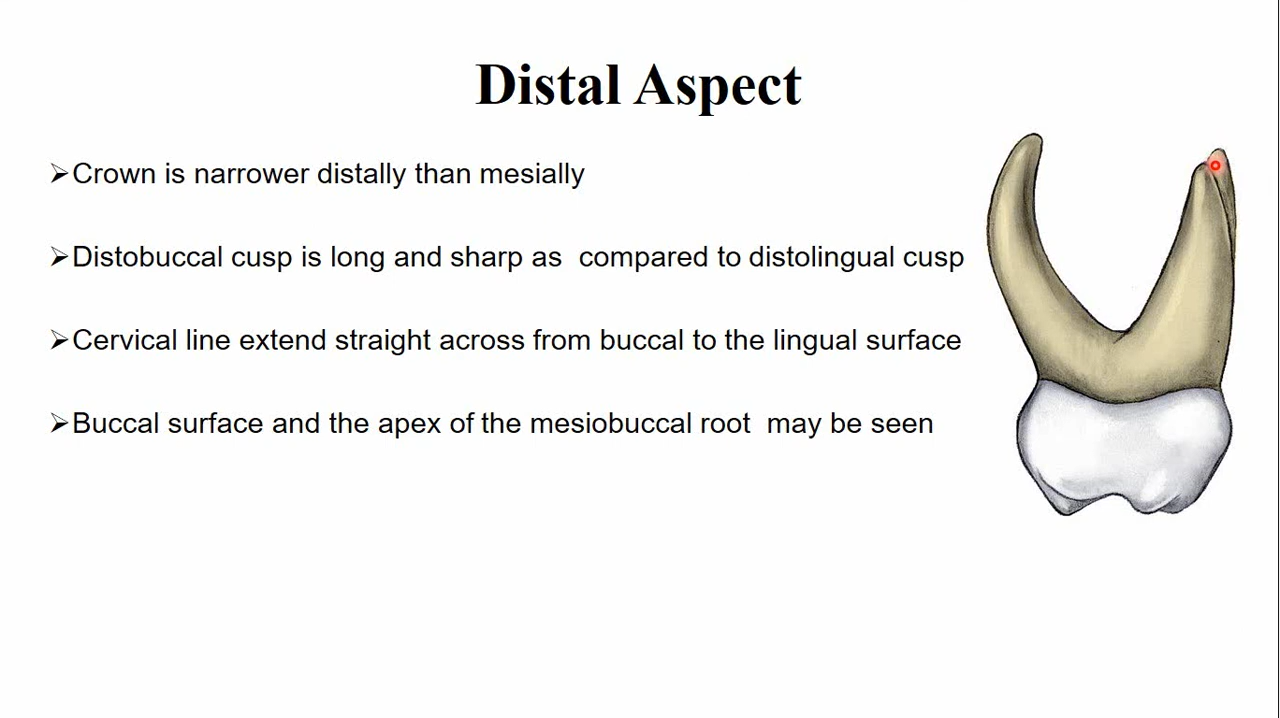 Distal Aspect
➢Crown is narrower distally than mesially
➢Distobuccal cusp is long and sharp as compared to distolingual cusp
➢Cervical line extend straight across from buccal to the lingual surface
➢Buccal surface and the apex of the mesiobuccal root may be seen